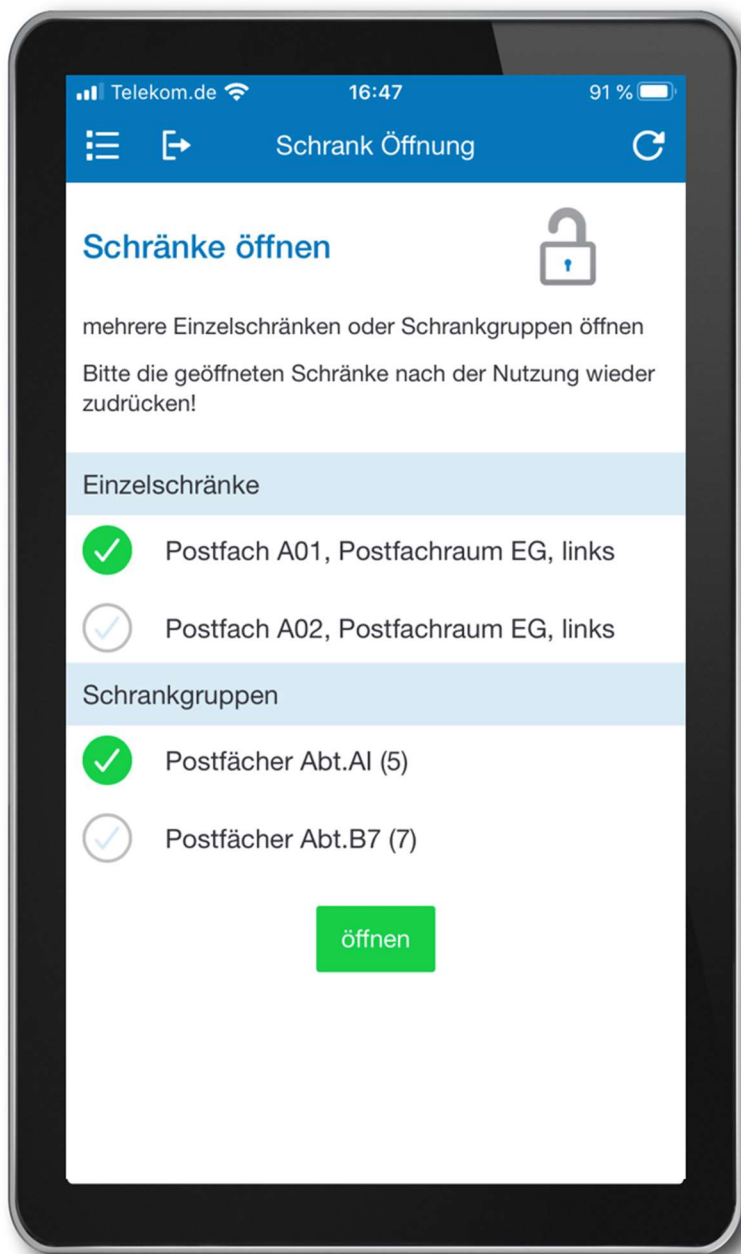 Telekom.de 16:47 91 %
Schrank Öffnung
Schränke öffnen
mehrere Einzelschränken oder Schrankgruppen öffnen
Bitte die geöffneten Schränke nach der Nutzung wieder
zudrücken!
Einzelschränke
Postfach A01, Postfachraum EG, links
Postfach A02, Postfachraum EG, links
Schrankgruppen
Postfächer Abt.AI (5)
Postfächer Abt.B7 (7)
öffnen